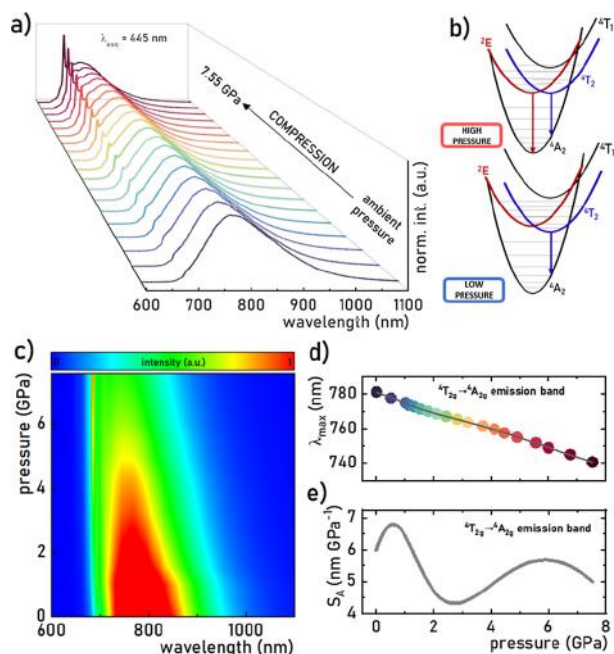 a)
λexc = 445 nm
7.55 GPa
COMPRESSION
ambient
pressure
norm. int. (a.u.)
600 700 800 900 1000 1100
wavelength (nm)
b)
⁴T₁
²E
⁴T₂
HIGH
PRESSURE
⁴A₂
⁴T₁
²E
⁴T₂
LOW
PRESSURE
⁴A₂
c)
0 intensity (a.u.) 1
pressure (GPa)
6
4
2
0
600 800 1000
wavelength (nm)
d)
⁴T₂g→⁴A₂g emission band
λmax (nm)
780
760
740
e)
⁴T₂g→⁴A₂g emission band
S_A (nm GPa⁻¹)
7
6
5
4
0 2 4 6 8
pressure (GPa)